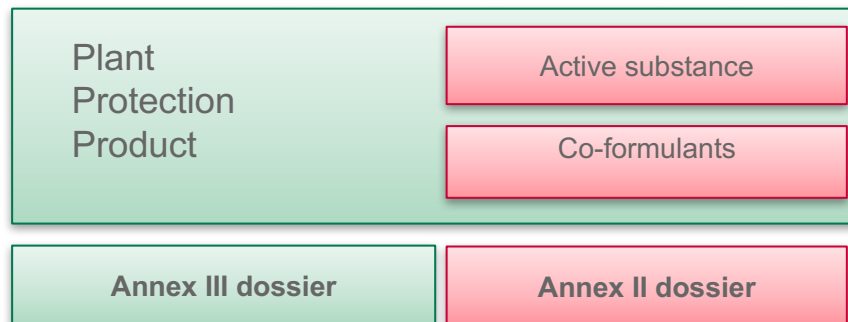 Plant
Protection
Product
Active substance
Co-formulants
Annex III dossier
Annex II dossier